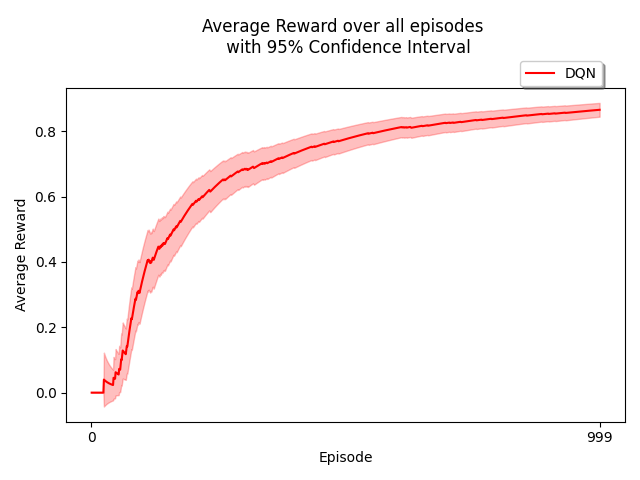 Average Reward over all episodes
with 95% Confidence Interval
DQN
0.8
0.6
0.4
0.2
0.0
Average Reward
0
999
Episode